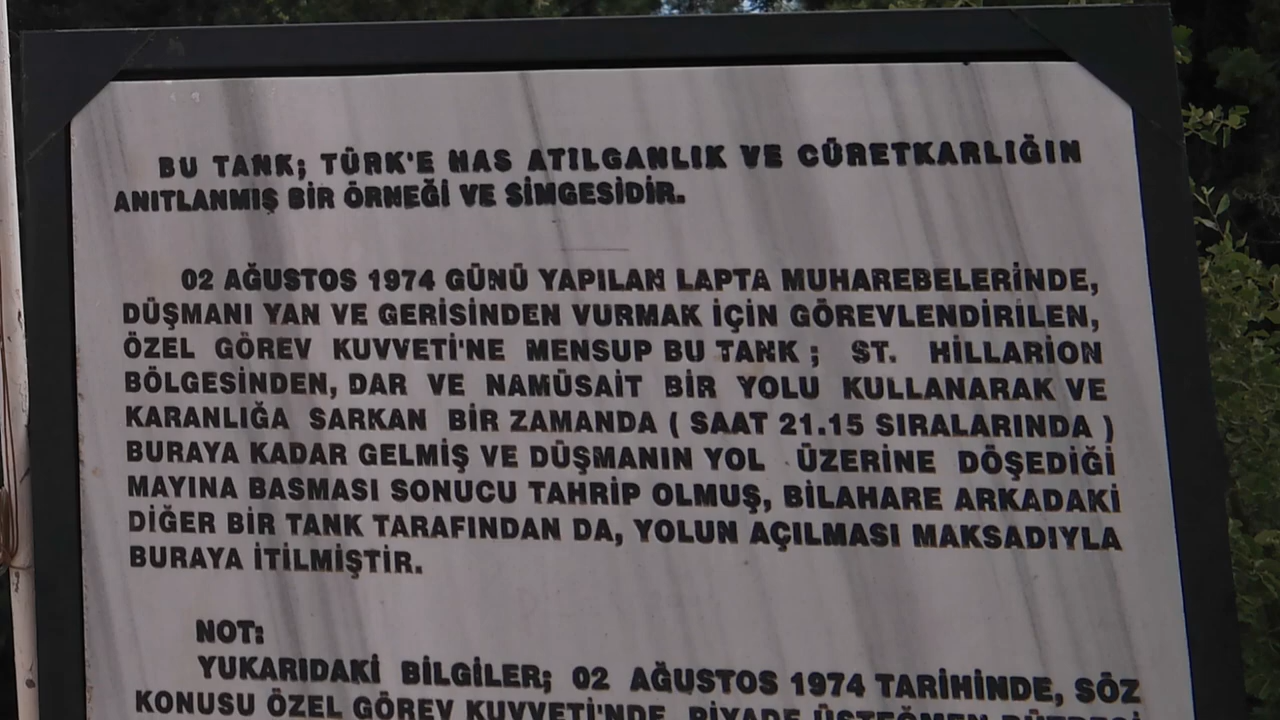 BU TANK; TÜRK'E HAS ATILGANLIK VE CÜRETKARLIĞIN
ANITLANMIŞ BİR ÖRNEĞİ VE SİMGESİDİR.
02 AĞUSTOS 1974 GÜNÜ YAPILAN LAPTA MUHAREBELERİNDE,
DÜŞMANI YAN VE GERİSİNDEN VURMAK İÇİN GÖREVLENDİRİLEN,
ÖZEL GÖREV KUVVETİ'NE MENSUP BU TANK; ST. HİLLARİON
BÖLGESİNDEN, DAR VE NAMÜSAİT BİR YOLU KULLANARAK VE
KARANLIĞA SARKAN BİR ZAMANDA ( SAAT 21.15 SIRALARINDA )
BURAYA KADAR GELMİŞ VE DÜŞMANIN YOL ÜZERİNE DÖŞEDİĞİ
MAYINA BASMASI SONUCU TAHRİP OLMUŞ, BİLAHARE ARKADAKİ
DİĞER BİR TANK TARAFINDAN DA, YOLUN AÇILMASI MAKSADIYLA
BURAYA İTİLMİŞTİR.
NOT:
YUKARIDAKİ BİLGİLER; 02 AĞUSTOS 1974 TARİHİNDE, SÖZ
KONUSU ÖZEL GÖREV KUVVETİ'NDE PİYADE ÜSTEĞMEN